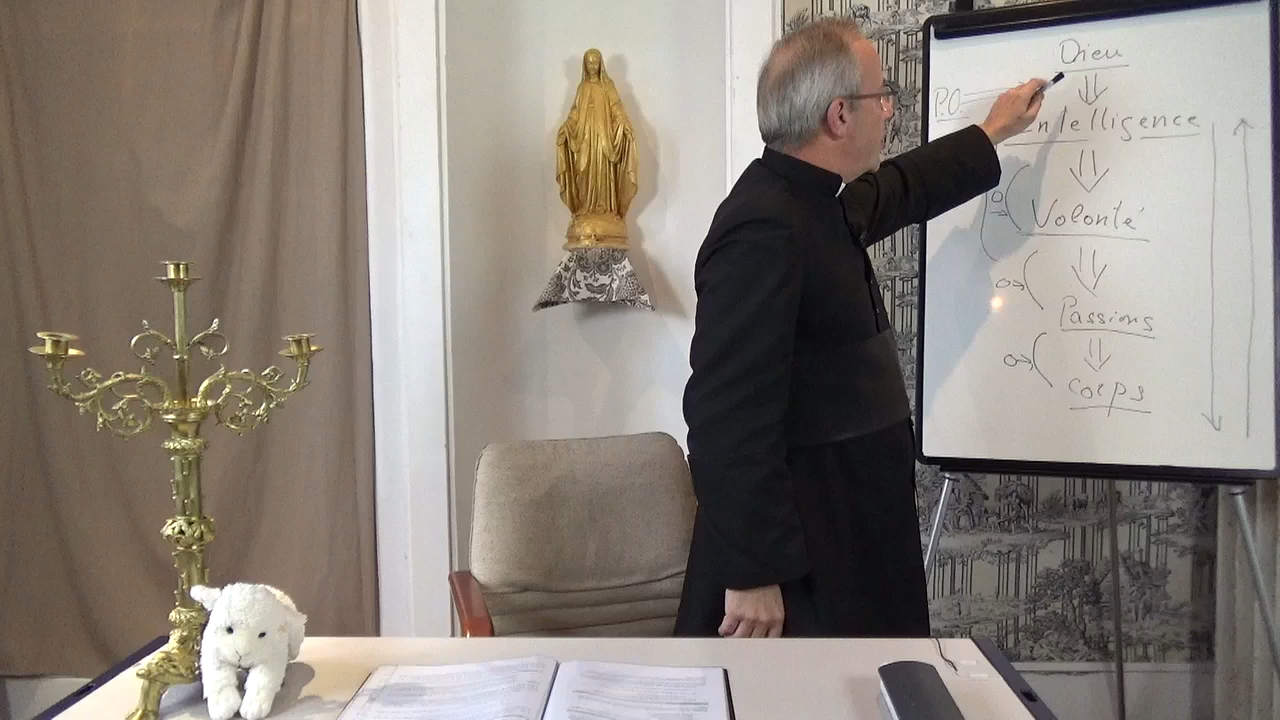 Dieu
P.O
Intelligence
Volonté
Passions
Corps